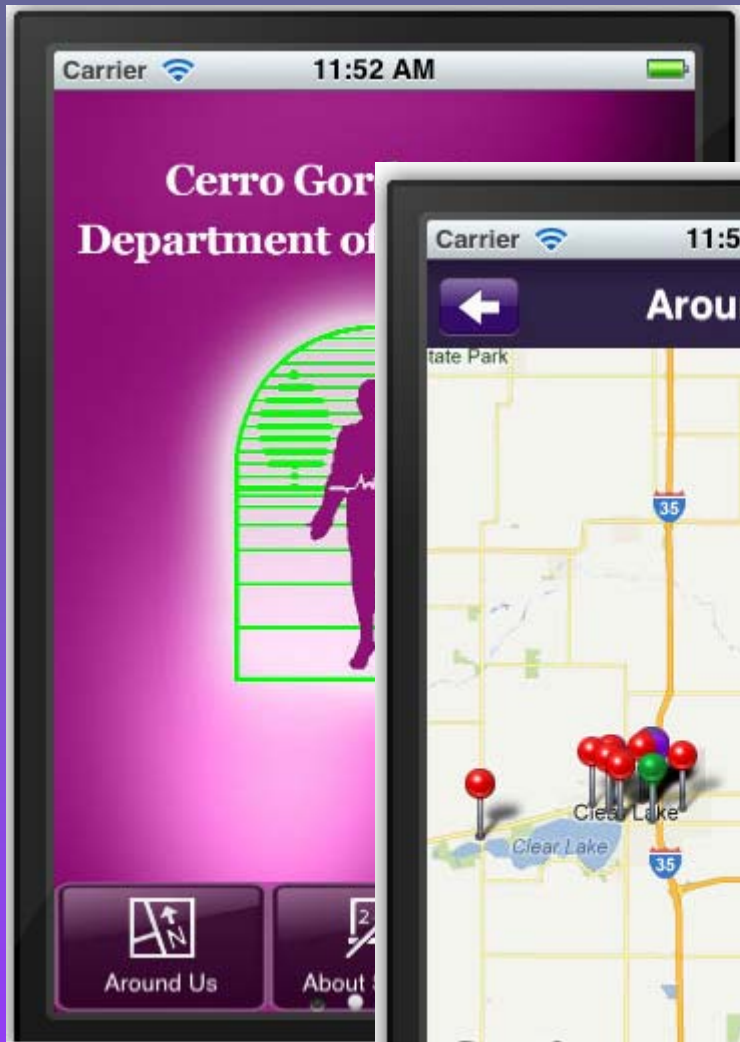 Carrier
11:52 AM
Cerro Gor
Department of
Around Us
About
Carrier
11:5
Arou
tate Park
35
Clear Lake
Clear Lake
35